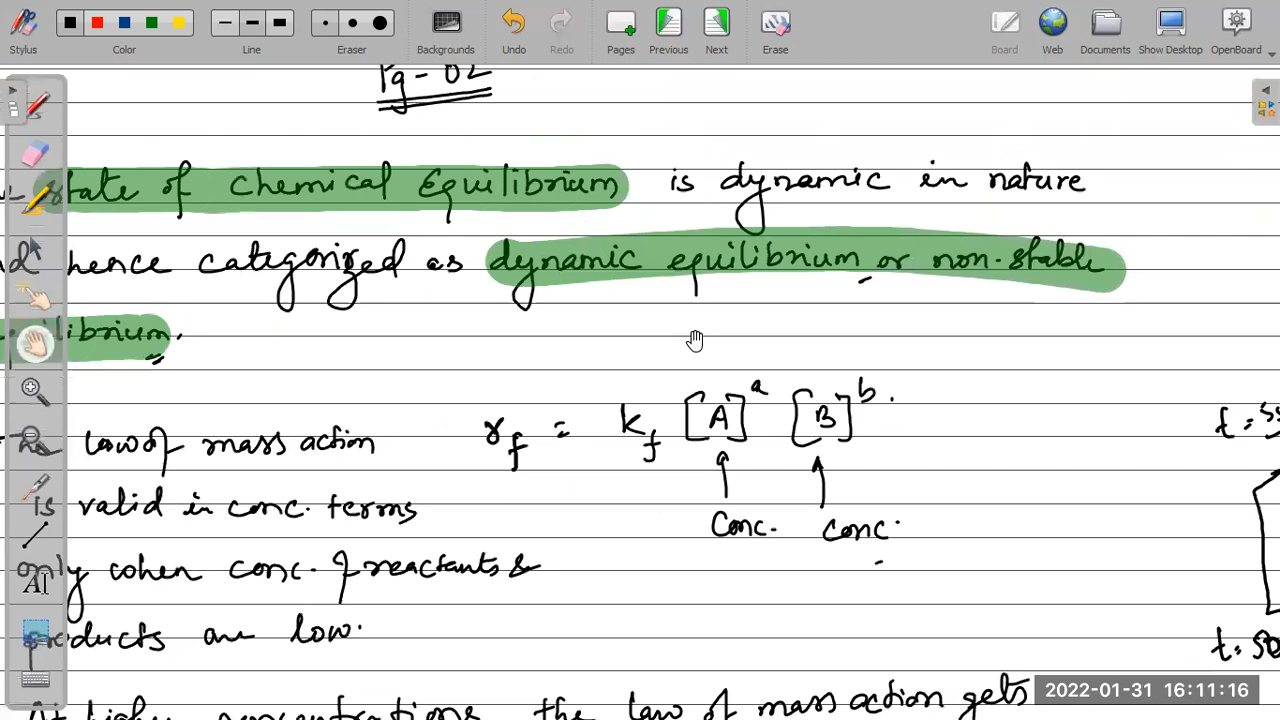 Stylus Color Line Eraser Backgrounds Undo Redo Pages Previous Next Erase Board Web Documents Show Desktop OpenBoard
Pg - 02
state of Chemical Equilibrium is dynamic in nature
hence categorized as dynamic equilibrium or non-stable
equilibrium.
law of mass action
is valid in conc. terms
only when conc. of reactants &
products are low.
r f = k f [A]^a [B]^b.
Conc. Conc.
At higher concentrations the law of mass action gets
2022-01-31 16:11:16